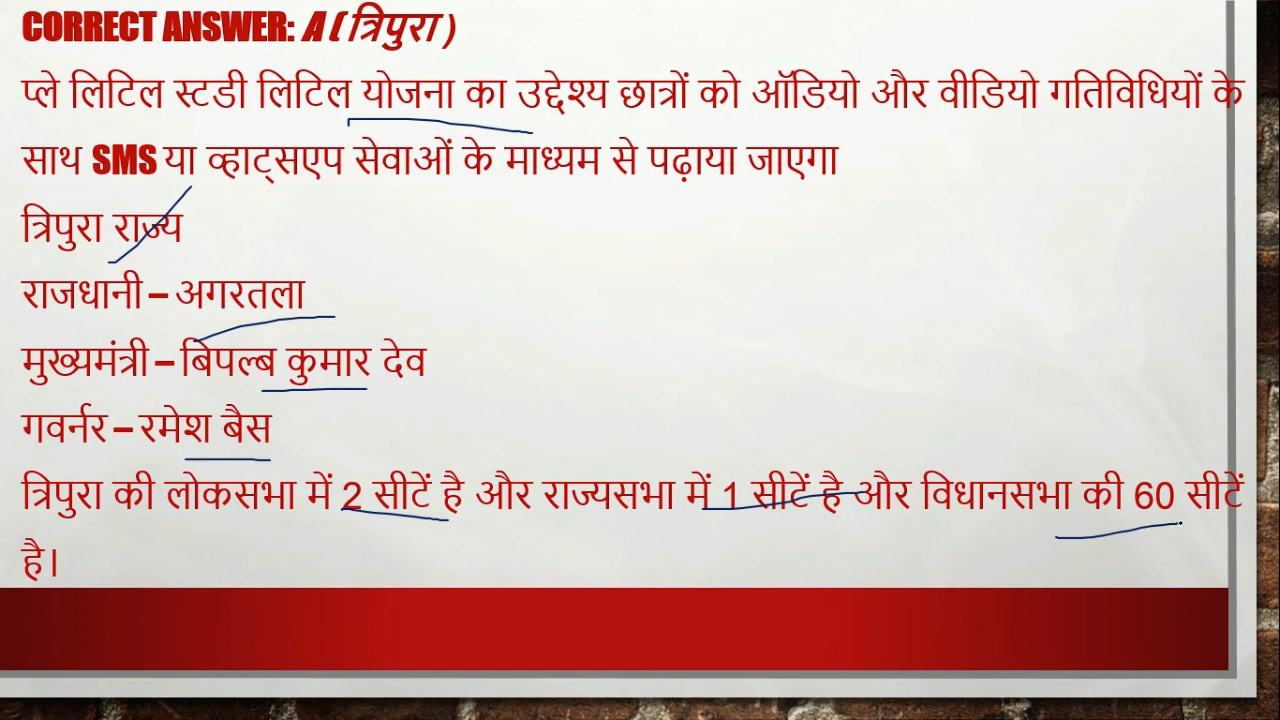 CORRECT ANSWER: A (त्रिपुरा)
प्ले लिटिल स्टडी लिटिल योजना का उद्देश्य छात्रों को ऑडियो और वीडियो गतिविधियों के
साथ SMS या व्हाट्सएप सेवाओं के माध्यम से पढ़ाया जाएगा
त्रिपुरा राज्य
राजधानी – अगरतला
मुख्यमंत्री – बिपल्ब कुमार देव
गवर्नर – रमेश बैस
त्रिपुरा की लोकसभा में 2 सीटें है और राज्यसभा में 1 सीटें है और विधानसभा की 60 सीटें
है।